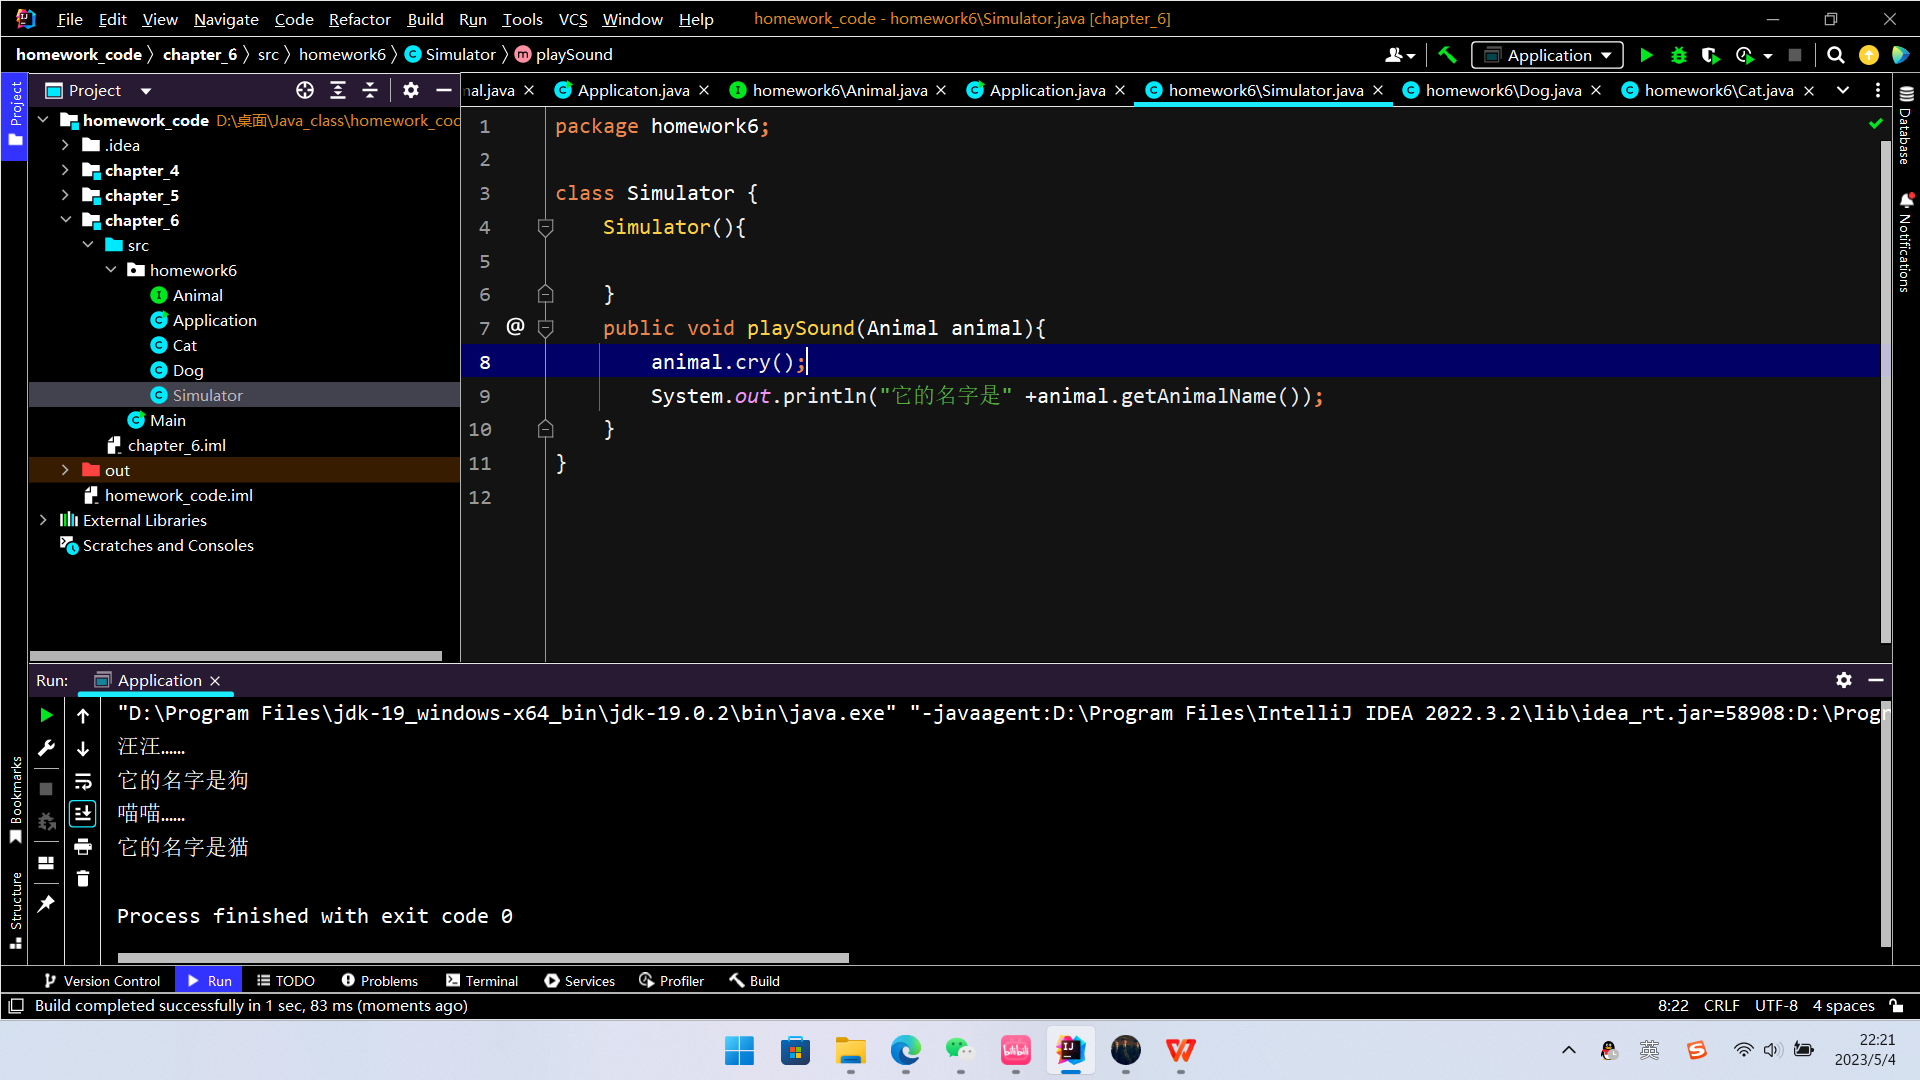 File Edit View Navigate Code Refactor Build Run Tools VCS Window Help homework_code - homework6\Simulator.java [chapter_6]
homework_code chapter_6 src homework6 Simulator playSound Application
Project nal.java Applicaton.java homework6\Animal.java Application.java homework6\Simulator.java homework6\Dog.java homework6\Cat.java
homework_code D:\桌面\Java_class\homework_coc
.idea
chapter_4
chapter_5
chapter_6
src
homework6
Animal
Application
Cat
Dog
Simulator
Main
chapter_6.iml
out
homework_code.iml
External Libraries
Scratches and Consoles
1 package homework6;
2
3 class Simulator {
4 Simulator(){
5
6 }
7 @ public void playSound(Animal animal){
8 animal.cry();
9 System.out.println("它的名字是" +animal.getAnimalName());
10 }
11 }
12
Project
Bookmarks
Structure
Database
Notifications
Run: Application
"D:\Program Files\jdk-19_windows-x64_bin\jdk-19.0.2\bin\java.exe" "-javaagent:D:\Program Files\IntelliJ IDEA 2022.3.2\lib\idea_rt.jar=58908:D:\Progr
汪汪……
它的名字是狗
喵喵……
它的名字是猫
Process finished with exit code 0
Version Control Run TODO Problems Terminal Services Profiler Build
Build completed successfully in 1 sec, 83 ms (moments ago) 8:22 CRLF UTF-8 4 spaces
bilibili IJ 英 S 22:21
2023/5/4